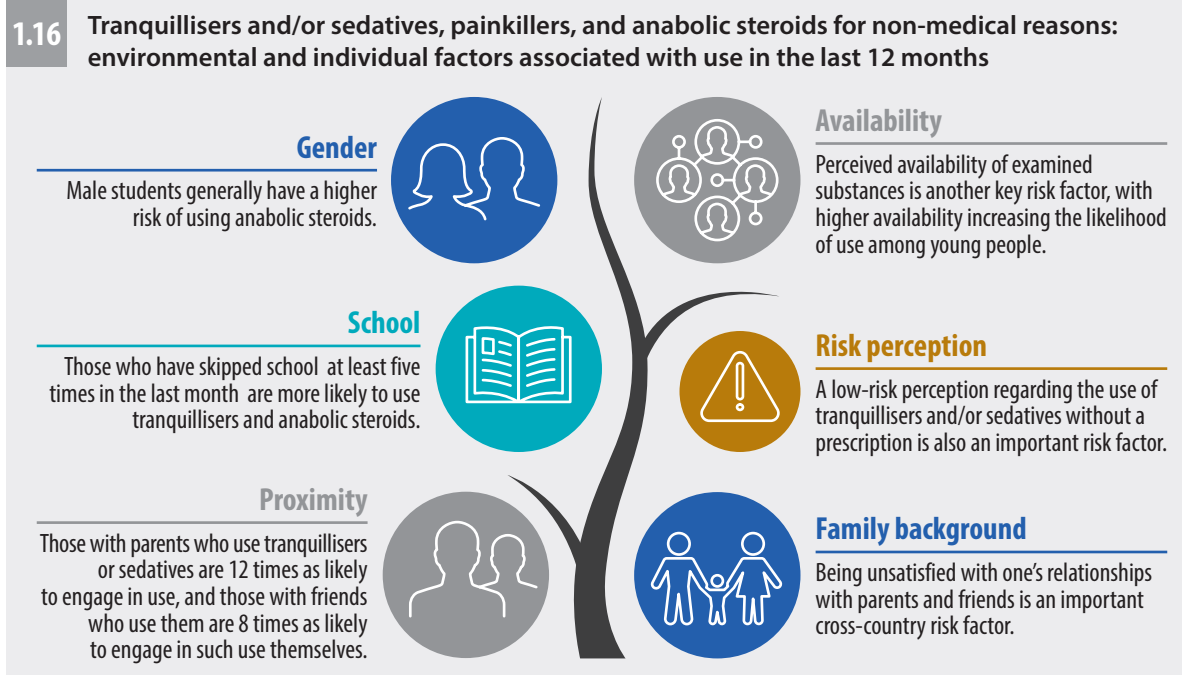 1.16
Tranquillisers and/or sedatives, painkillers, and anabolic steroids for non-medical reasons:
environmental and individual factors associated with use in the last 12 months
Gender
Male students generally have a higher
risk of using anabolic steroids.
School
Those who have skipped school at least five
times in the last month are more likely to use
tranquillisers and anabolic steroids.
Proximity
Those with parents who use tranquillisers
or sedatives are 12 times as likely
to engage in use, and those with friends
who use them are 8 times as likely
to engage in such use themselves.
Availability
Perceived availability of examined
substances is another key risk factor, with
higher availability increasing the likelihood
of use among young people.
Risk perception
A low-risk perception regarding the use of
tranquillisers and/or sedatives without a
prescription is also an important risk factor.
Family background
Being unsatisfied with one’s relationships
with parents and friends is an important
cross-country risk factor.